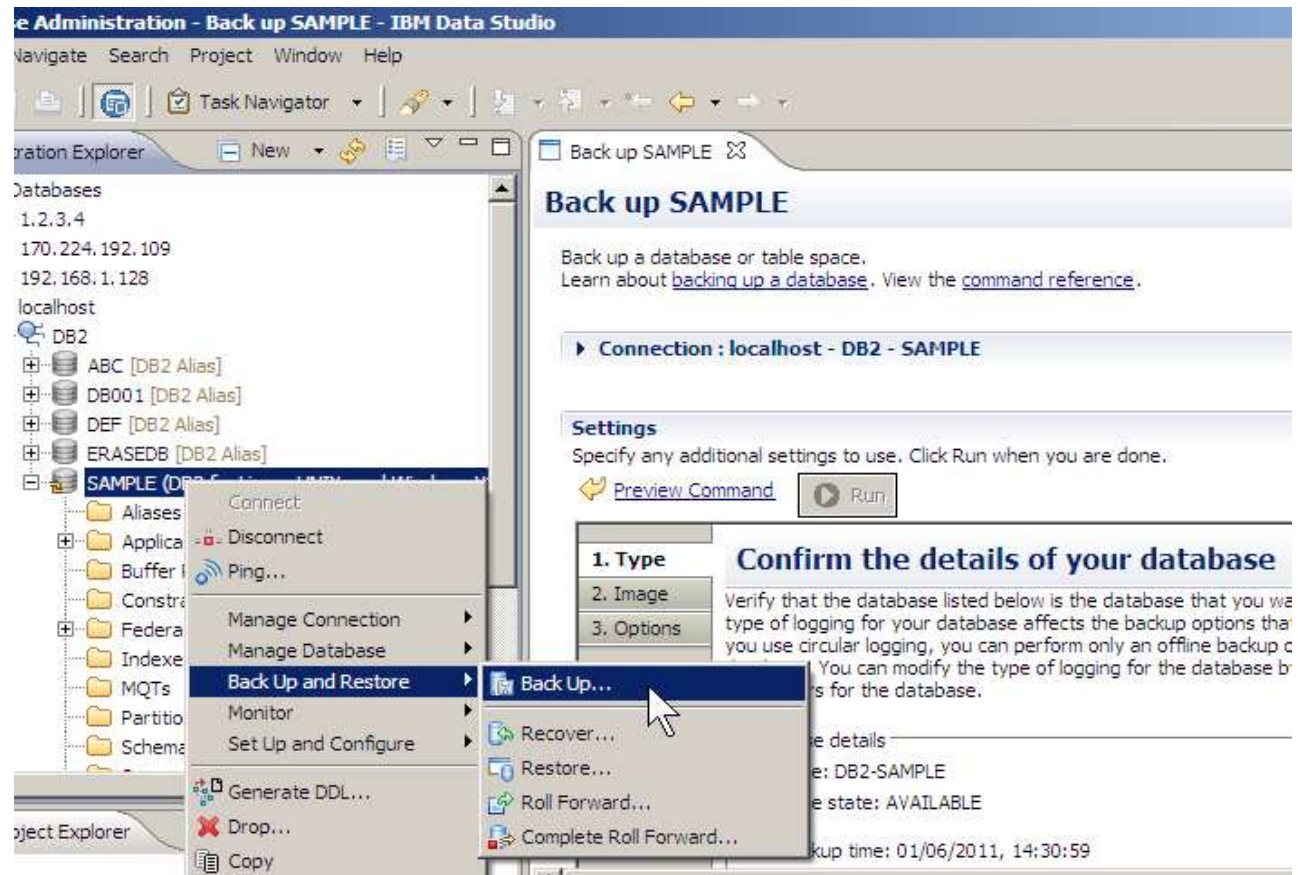 se Administration - Back up SAMPLE - IBM Data Studio
Navigate Search Project Window Help
Task Navigator
ration Explorer
New
Back up SAMPLE
Databases
1.2.3.4
170.224.192.109
192.168.1.128
localhost
DB2
ABC [DB2 Alias]
DB001 [DB2 Alias]
DEF [DB2 Alias]
ERASEDB [DB2 Alias]
SAMPLE (DB2 for Linux, UNIX, and Windows V
Aliases
Applica
Buffer
Constra
Federa
Indexe
MQTs
Partitio
Schema
oject Explorer
Connect
Disconnect
Ping...
Manage Connection
Manage Database
Back Up and Restore
Monitor
Set Up and Configure
Generate DDL...
Drop...
Copy
Back Up...
Recover...
Restore...
Roll Forward...
Complete Roll Forward...
Back up SAMPLE
Back up a database or table space.
Learn about backing up a database. View the command reference.
Connection : localhost - DB2 - SAMPLE
Settings
Specify any additional settings to use. Click Run when you are done.
Preview Command
Run
1. Type
2. Image
3. Options
Confirm the details of your database
Verify that the database listed below is the database that you wa
type of logging for your database affects the backup options that
you use circular logging, you can perform only an offline backup o
You can modify the type of logging for the database b
rs for the database.
e details
e: DB2-SAMPLE
e state: AVAILABLE
kup time: 01/06/2011, 14:30:59